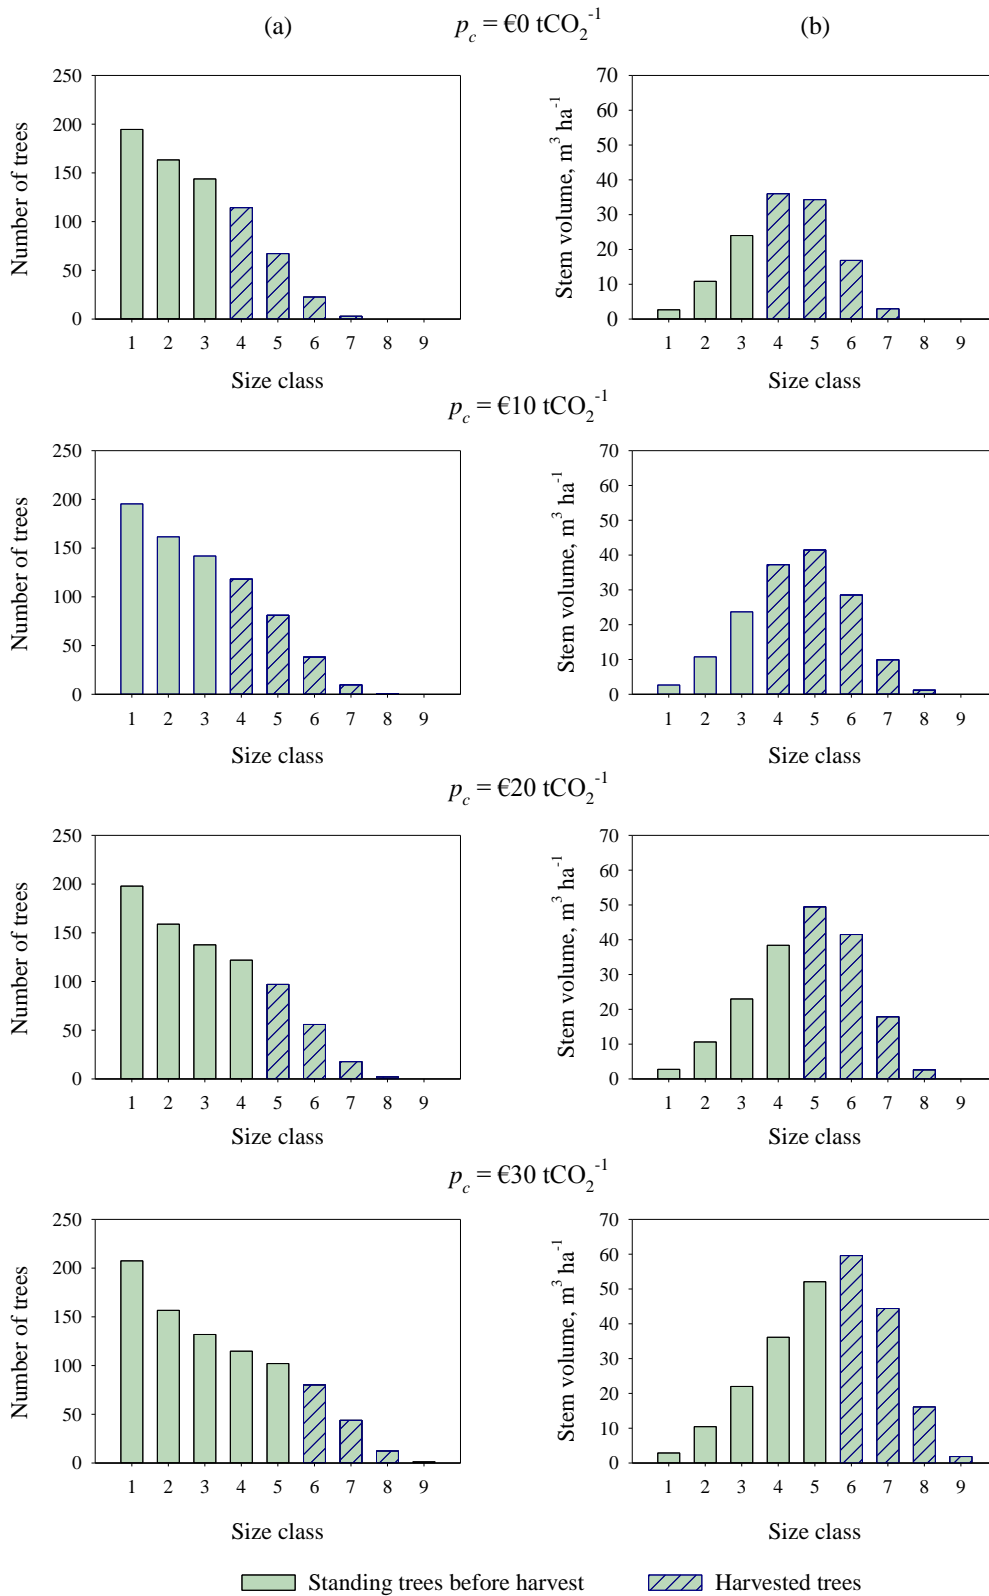 (a) p_c = €0 tCO₂⁻¹ (b)
Number of trees
250
200
150
100
50
0
1 2 3 4 5 6 7 8 9
Size class
Stem volume, m³ ha⁻¹
70
60
50
40
30
20
10
0
1 2 3 4 5 6 7 8 9
Size class
p_c = €10 tCO₂⁻¹
Number of trees
250
200
150
100
50
0
1 2 3 4 5 6 7 8 9
Size class
Stem volume, m³ ha⁻¹
70
60
50
40
30
20
10
0
1 2 3 4 5 6 7 8 9
Size class
p_c = €20 tCO₂⁻¹
Number of trees
250
200
150
100
50
0
1 2 3 4 5 6 7 8 9
Size class
Stem volume, m³ ha⁻¹
70
60
50
40
30
20
10
0
1 2 3 4 5 6 7 8 9
Size class
p_c = €30 tCO₂⁻¹
Number of trees
250
200
150
100
50
0
1 2 3 4 5 6 7 8 9
Size class
Stem volume, m³ ha⁻¹
70
60
50
40
30
20
10
0
1 2 3 4 5 6 7 8 9
Size class
Standing trees before harvest Harvested trees